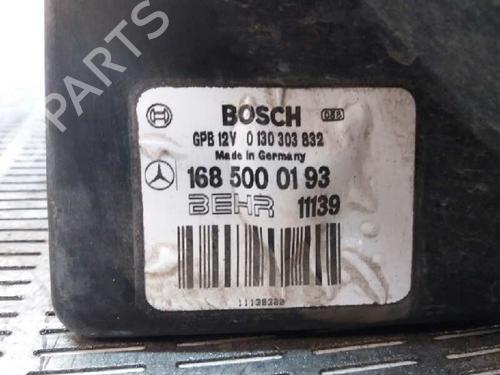 PARTS
BOSCH
GPB 12V 0 130 303 832
Made in Germany
168 500 01 93
BEHR 11139